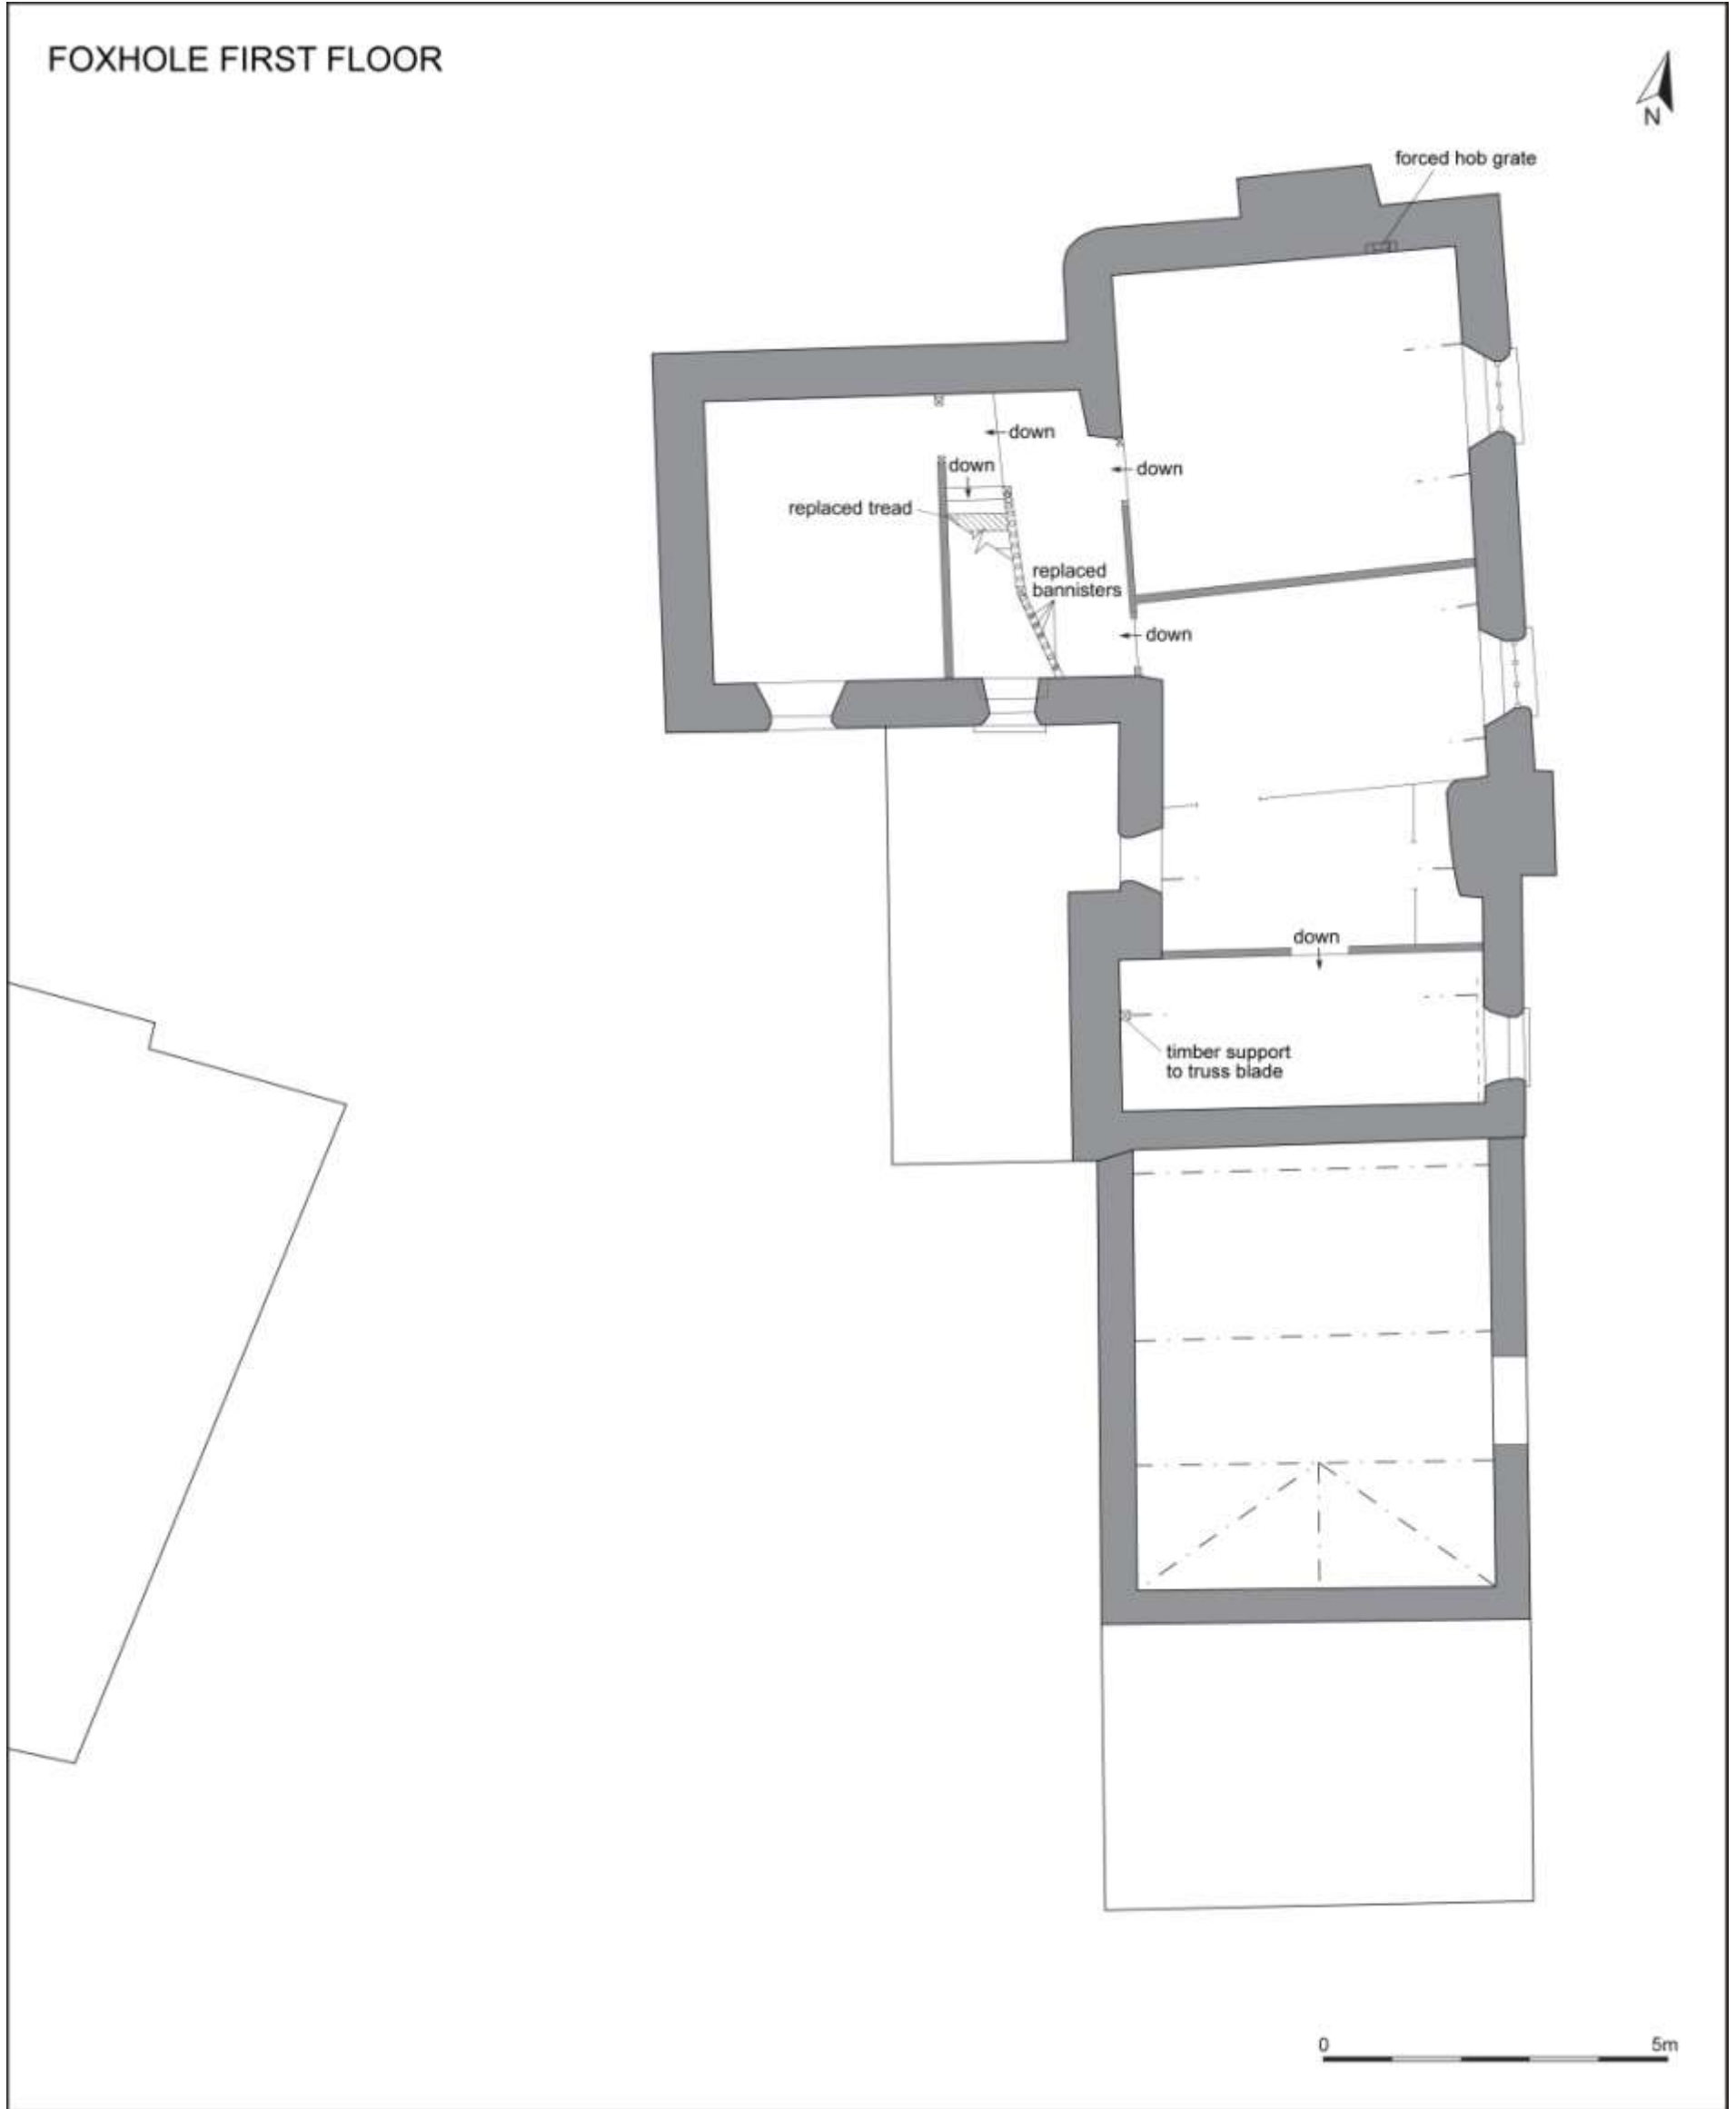 FOXHOLE FIRST FLOOR
N
forced hob grate
down
down
down
replaced tread
replaced
bannisters
down
down
timber support
to truss blade
0 5m